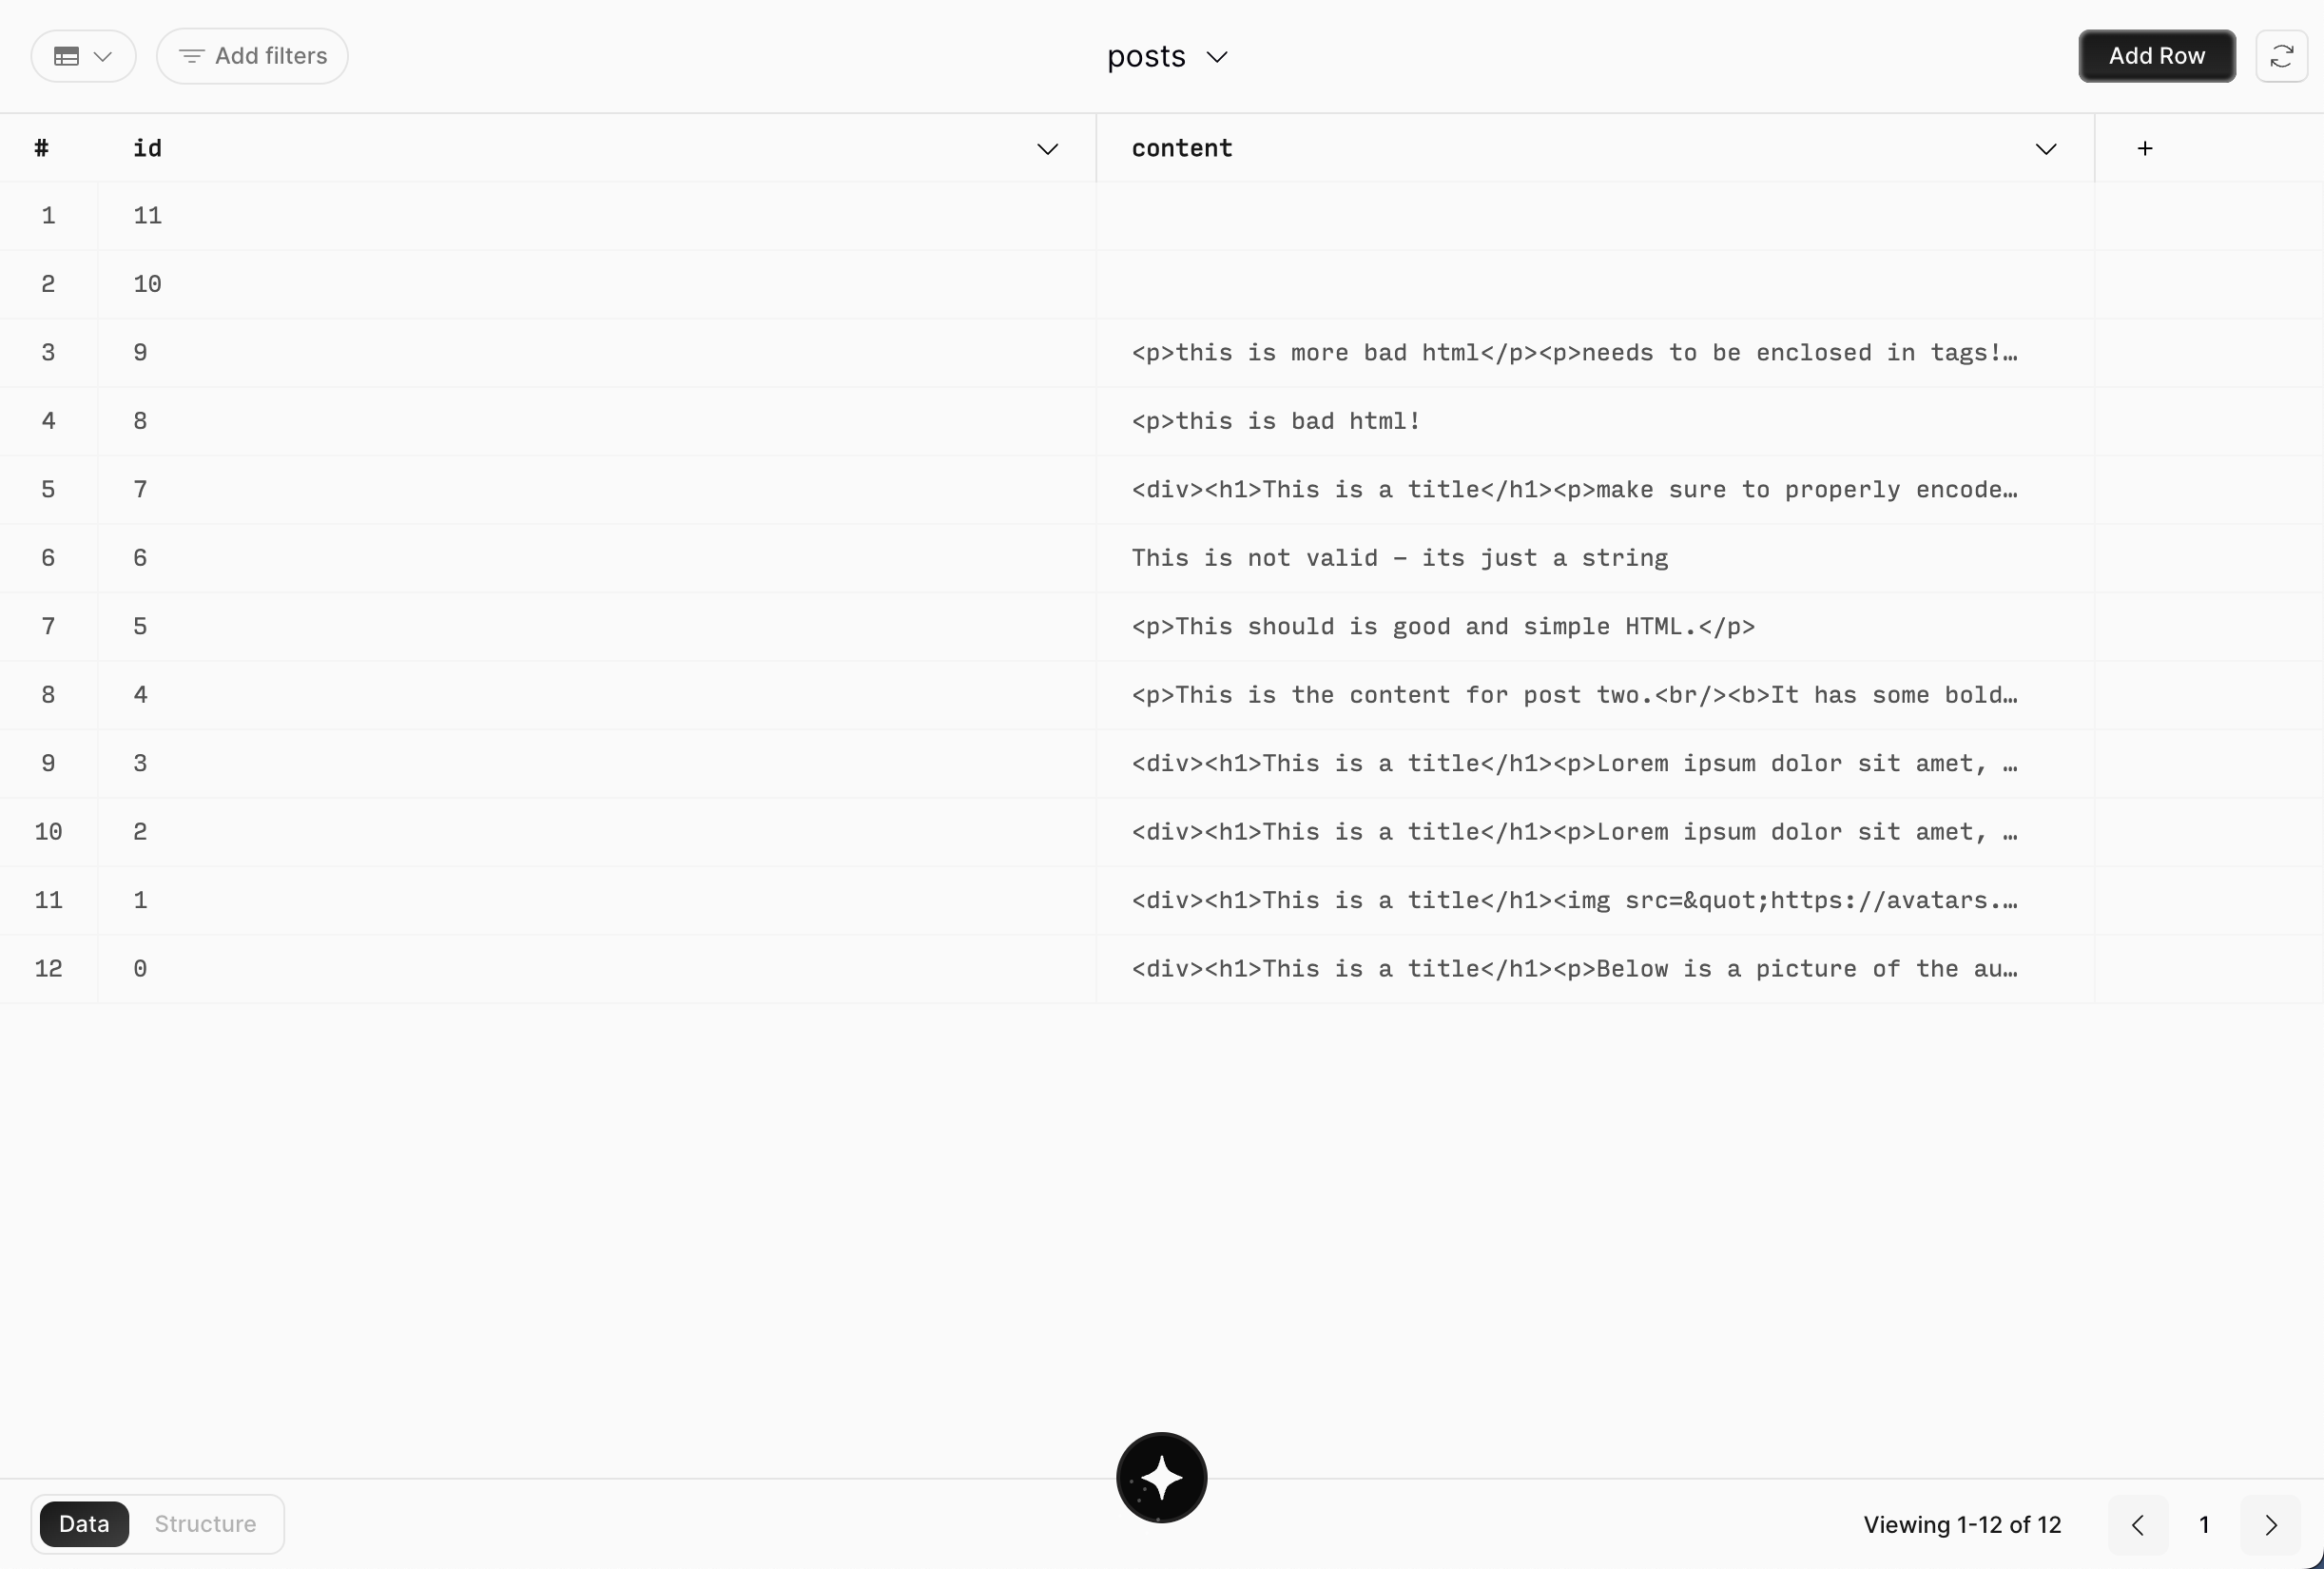 Add filters
posts
Add Row
# id content +
1 11
2 10
3 9 <p>this is more bad html</p><p>needs to be enclosed in tags!…
4 8 <p>this is bad html!
5 7 <div><h1>This is a title</h1><p>make sure to properly encode…
6 6 This is not valid – its just a string
7 5 <p>This should is good and simple HTML.</p>
8 4 <p>This is the content for post two.<br/><b>It has some bold…
9 3 <div><h1>This is a title</h1><p>Lorem ipsum dolor sit amet, …
10 2 <div><h1>This is a title</h1><p>Lorem ipsum dolor sit amet, …
11 1 <div><h1>This is a title</h1><img src=&quot;https://avatars.…
12 0 <div><h1>This is a title</h1><p>Below is a picture of the au…
Data Structure
Viewing 1-12 of 12
1